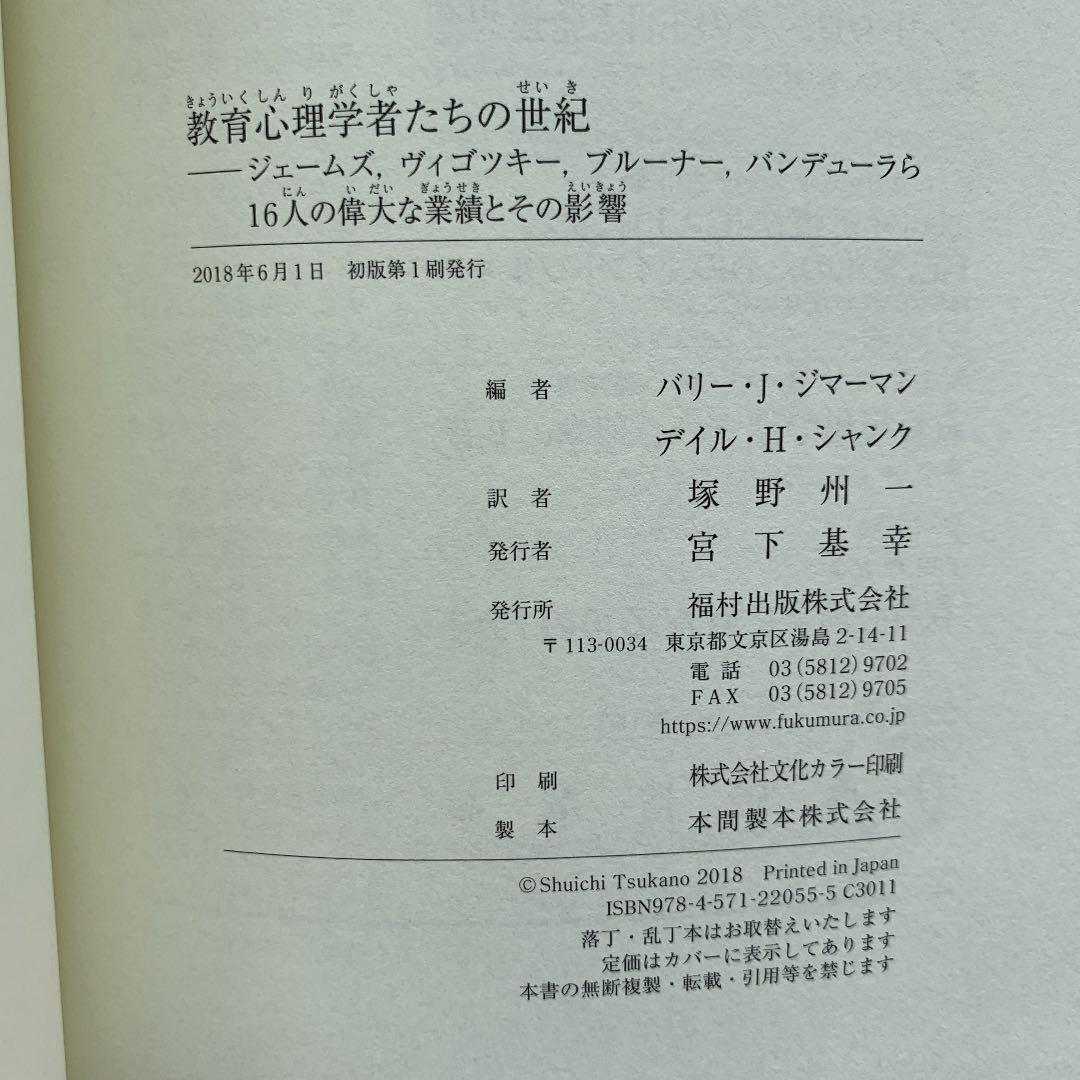 きょういくしんりがくしゃ せいき
教育心理学者たちの世紀
――ジェームズ, ヴィゴツキー, ブルーナー, バンデューラら
にん いだい ぎょうせき えいきょう
16人の偉大な業績とその影響
2018年6月1日 初版第1刷発行
編者 バリー・J・ジマーマン
デイル・H・シャンク
訳者 塚野州一
発行者 宮下基幸
発行所 福村出版株式会社
〒113-0034 東京都文京区湯島2-14-11
電話 03(5812)9702
FAX 03(5812)9705
https://www.fukumura.co.jp
印刷 株式会社文化カラー印刷
製本 本間製本株式会社
©Shuichi Tsukano 2018 Printed in Japan
ISBN978-4-571-22055-5 C3011
落丁・乱丁本はお取替えいたします
定価はカバーに表示してあります
本書の無断複製・転載・引用等を禁じます